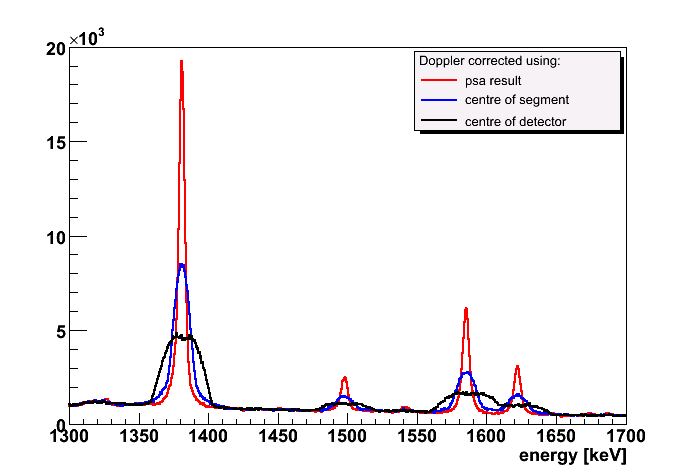 ×10³
20
15
10
5
0
Doppler corrected using:
psa result
centre of segment
centre of detector
1300 1350 1400 1450 1500 1550 1600 1650 1700
energy [keV]